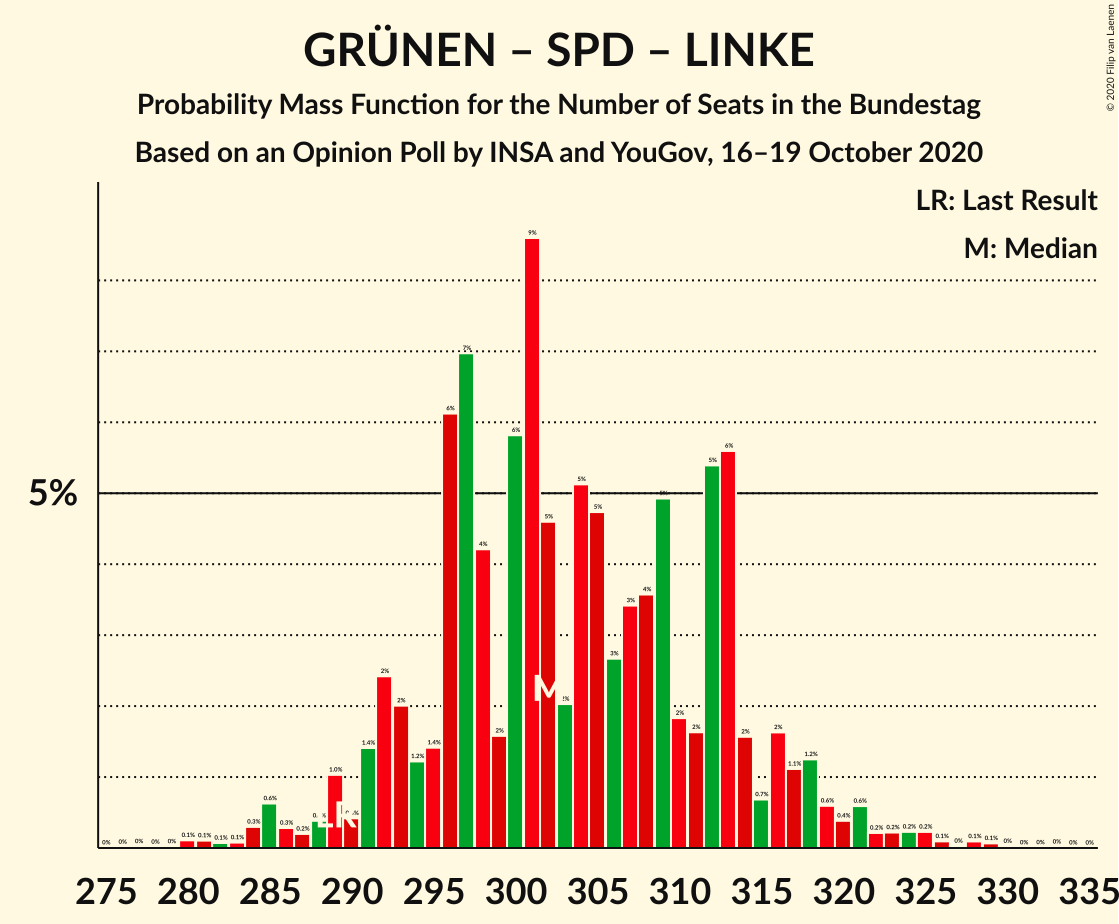 GRÜNEN – SPD – LINKE
Probability Mass Function for the Number of Seats in the Bundestag
Based on an Opinion Poll by INSA and YouGov, 16–19 October 2020
© 2020 Filip van Laenen
LR: Last Result
M: Median
5%
0% 0% 0% 0% 0% 0.1% 0.1% 0.1% 0.1% 0.3% 0.6% 0.3% 0.2% 1.0% 1.4% 2% 2% 1.2% 1.4% 6% 7% 4% 2% 6% 9% 5% 5% 5% 3% 3% 4% 5% 2% 2% 5% 6% 2% 0.7% 2% 1.1% 1.2% 0.6% 0.4% 0.6% 0.2% 0.2% 0.2% 0.2% 0.1% 0% 0.1% 0.1% 0% 0% 0% 0% 0% 0%
LR
M
275 280 285 290 295 300 305 310 315 320 325 330 335